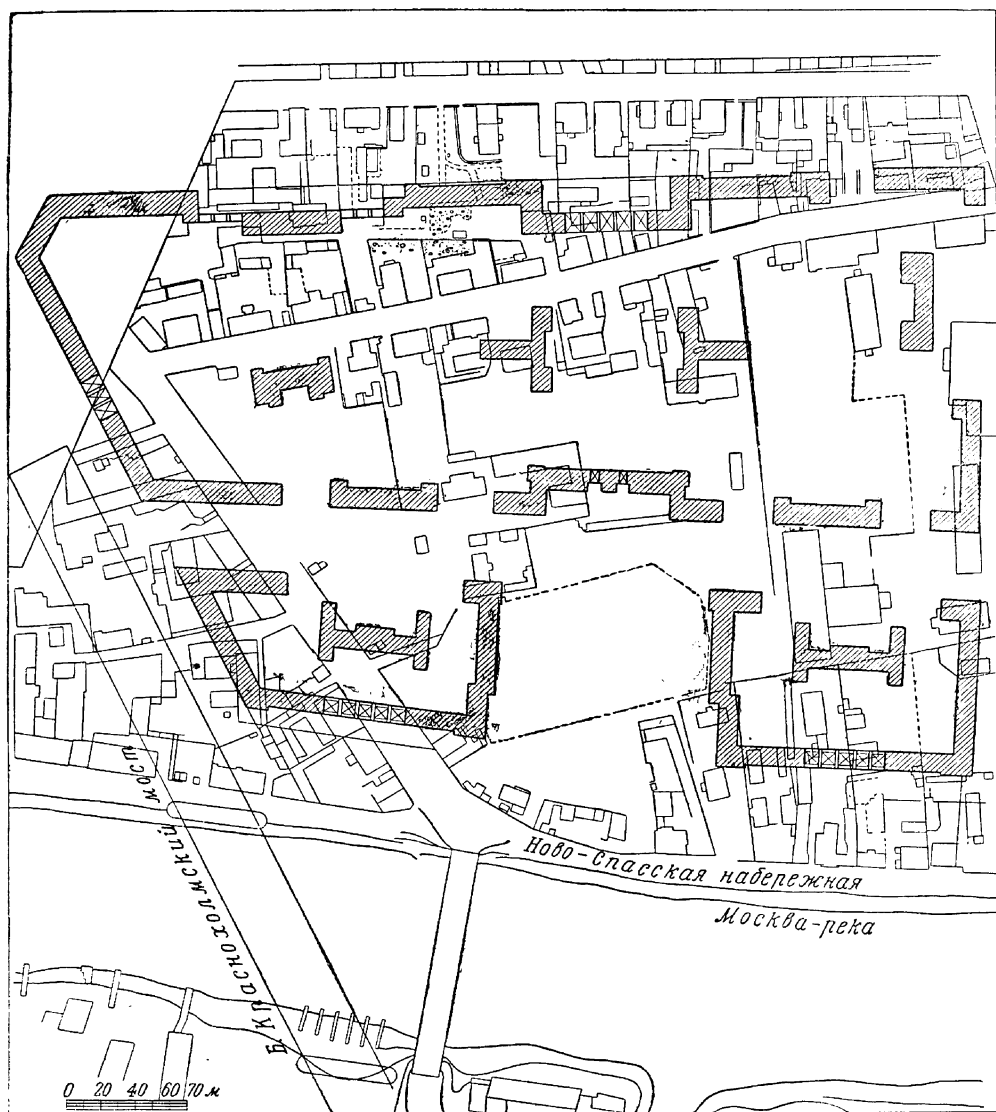 Б. Краснохолмский мост
Ново-Спасская набережная
Москва-река
0 20 40 60 70 м